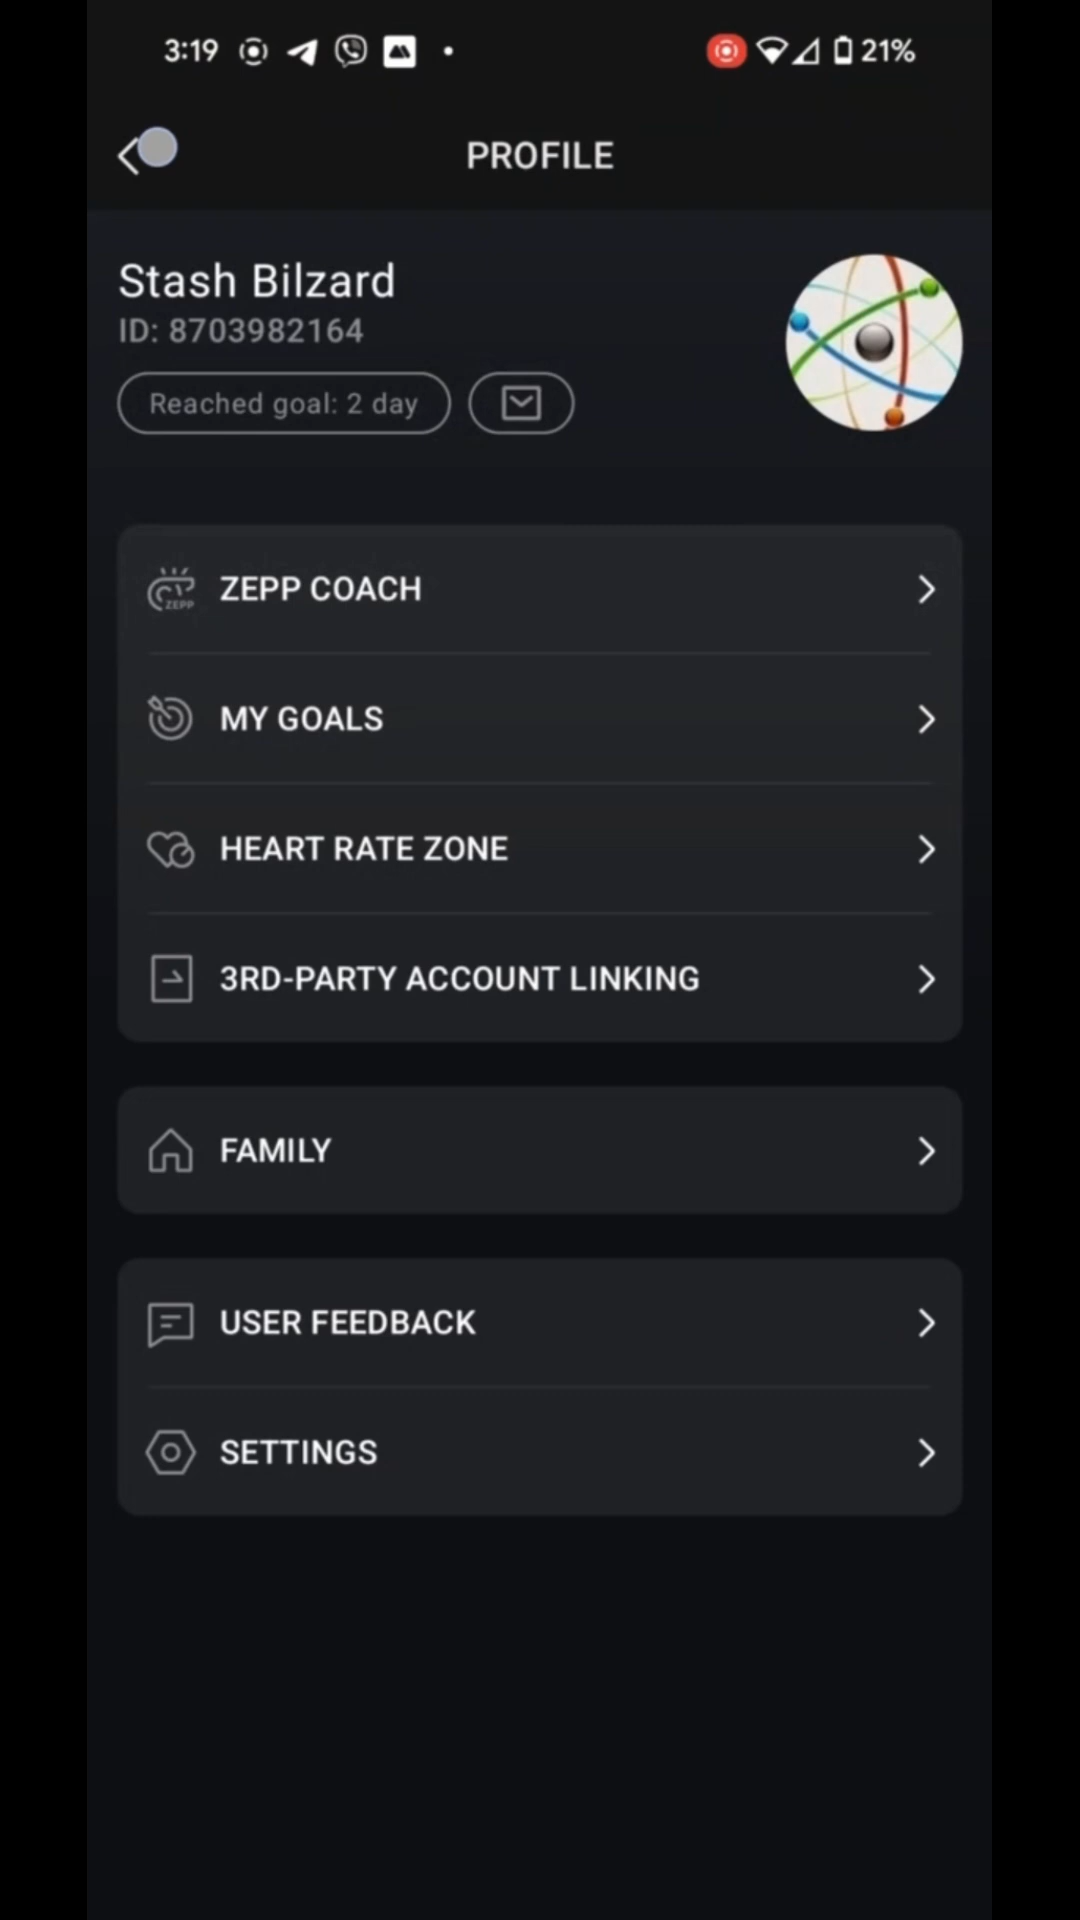 3:19 21%
PROFILE
Stash Bilzard
ID: 8703982164
Reached goal: 2 day
ZEPP
ZEPP COACH
MY GOALS
HEART RATE ZONE
3RD-PARTY ACCOUNT LINKING
FAMILY
USER FEEDBACK
SETTINGS